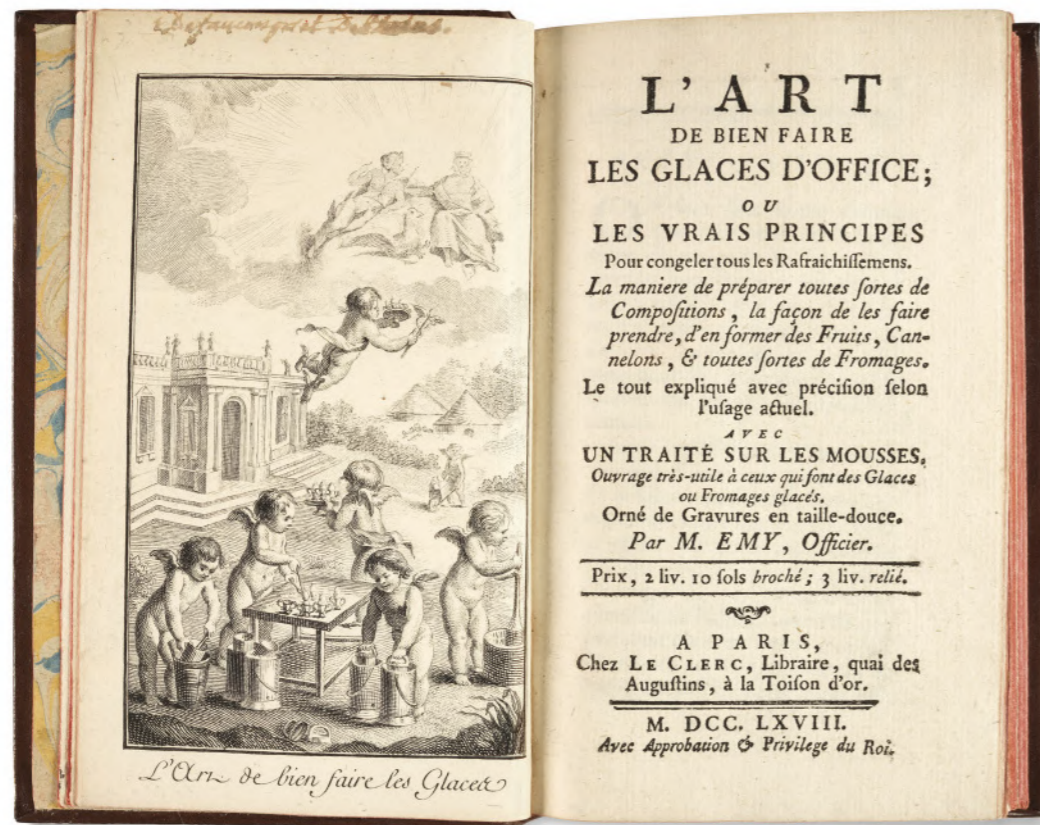 L'Art de bien faire les Glaces
L'ART
DE BIEN FAIRE
LES GLACES D'OFFICE;
OU
LES VRAIS PRINCIPES
Pour congeler tous les Rafraichiſſemens.
La maniere de préparer toutes ſortes de
Compoſitions, la façon de les faire
prendre, d'en former des Fruits, Can-
nelons, & toutes ſortes de Fromages.
Le tout expliqué avec préciſion ſelon
l'uſage actuel.
AVEC
UN TRAITÉ SUR LES MOUSSES,
Ouvrage très-utile à ceux qui font des Glaces
ou Fromages glacés.
Orné de Gravures en taille-douce.
Par M. EMY, Officier.
Prix, 2 liv. 10 ſols broché; 3 liv. relié.
A PARIS,
Chez LE CLERC, Libraire, quai des
Auguſtins, à la Toiſon d'or.
M. DCC. LXVIII.
Avec Approbation & Privilege du Roi.